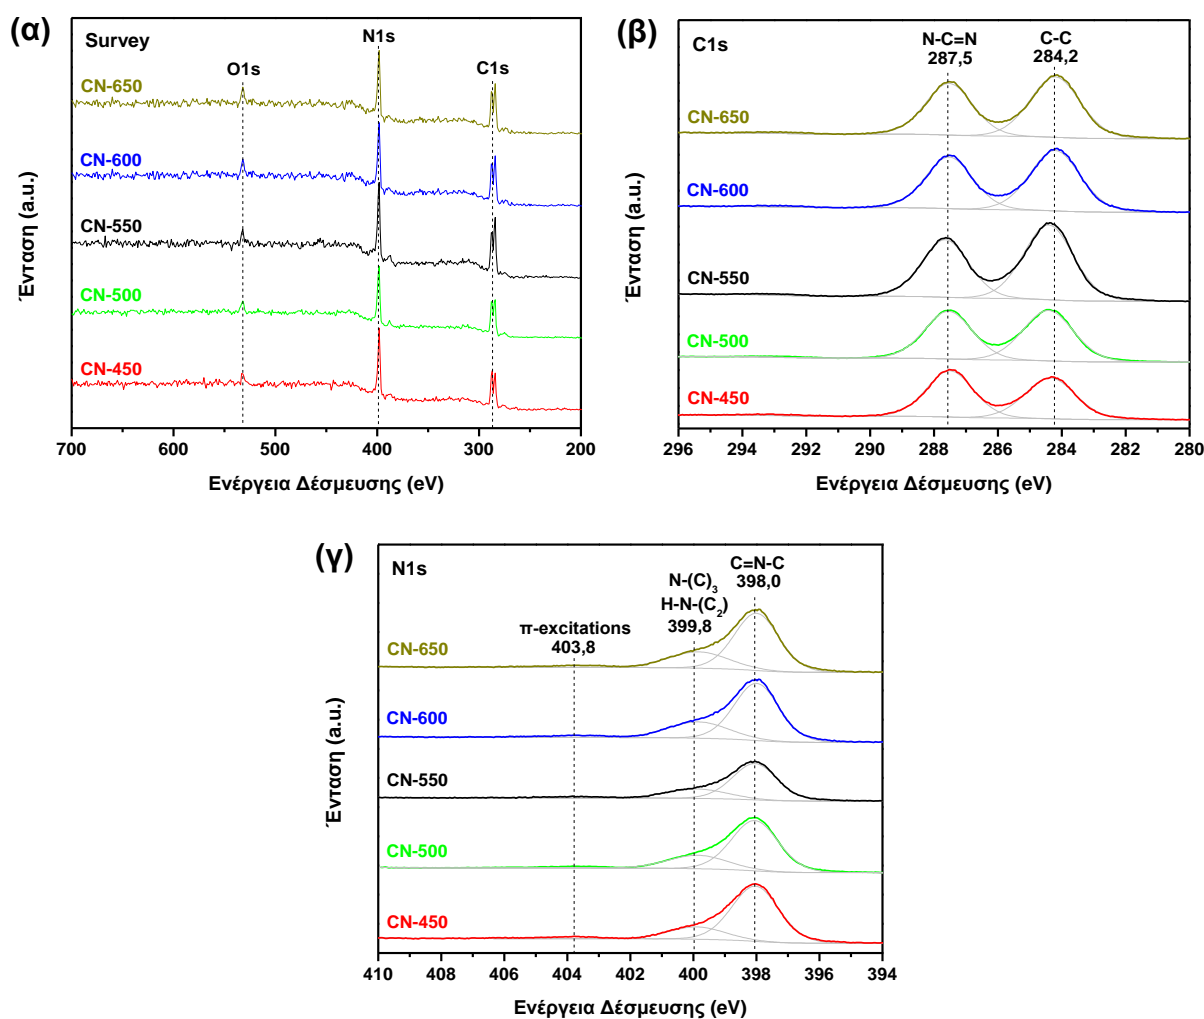 (α)
Survey
N1s
O1s
C1s
CN-650
CN-600
CN-550
CN-500
CN-450
Ένταση (a.u.)
700 600 500 400 300 200
Ενέργεια Δέσμευσης (eV)
(β)
C1s
N-C=N
287,5
C-C
284,2
CN-650
CN-600
CN-550
CN-500
CN-450
Ένταση (a.u.)
296 294 292 290 288 286 284 282 280
Ενέργεια Δέσμευσης (eV)
(γ)
N1s
C=N-C
398,0
N-(C)₃
H-N-(C₂)
399,8
π-excitations
403,8
CN-650
CN-600
CN-550
CN-500
CN-450
Ένταση (a.u.)
410 408 406 404 402 400 398 396 394
Ενέργεια Δέσμευσης (eV)